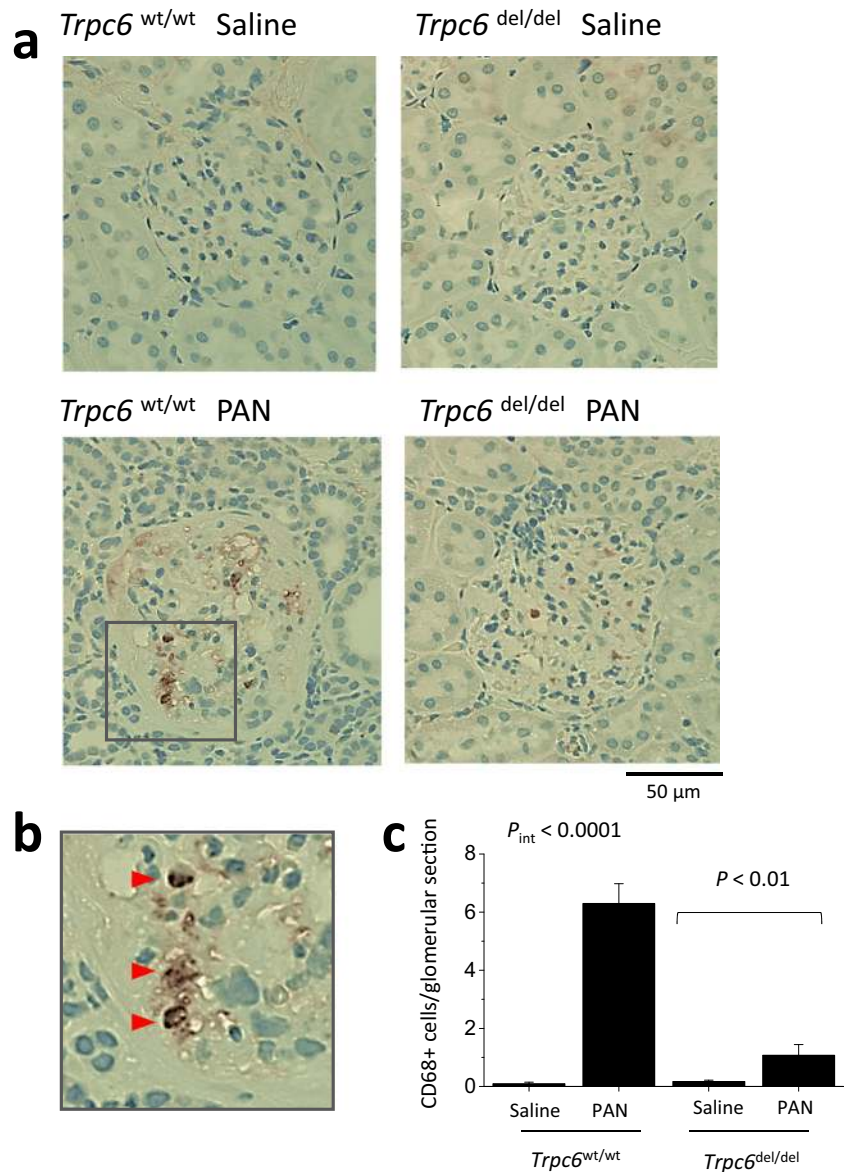 a
Trpc6 wt/wt Saline
Trpc6 del/del Saline
Trpc6 wt/wt PAN
Trpc6 del/del PAN
50 µm
b
c
Pint < 0.0001
P < 0.01
CD68+ cells/glomerular section
8
6
4
2
0
Saline
PAN
Saline
PAN
Trpc6wt/wt
Trpc6del/del